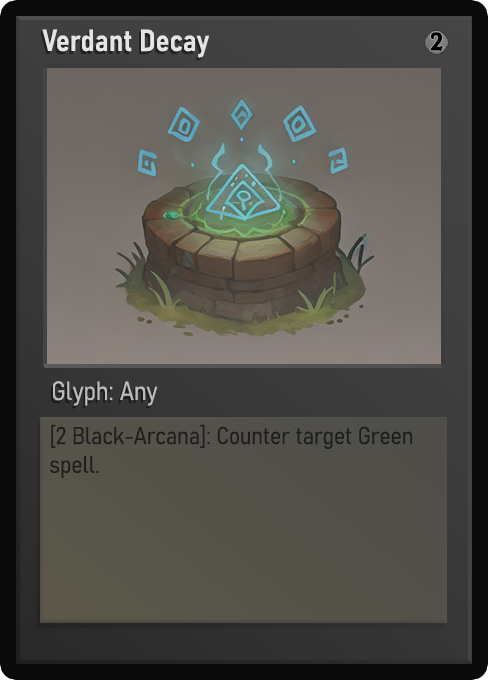 Verdant Decay
2
Glyph: Any
[2 Black-Arcana]: Counter target Green
spell.